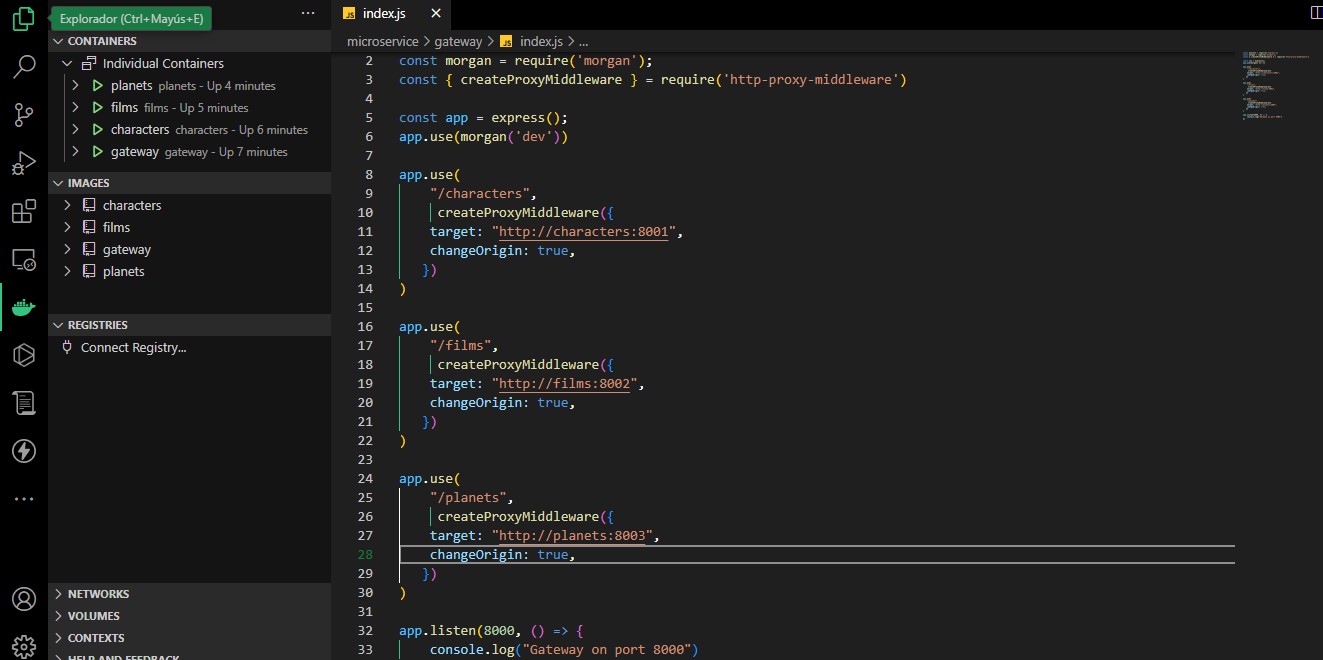 Explorador (Ctrl+Mayús+E)
...
CONTAINERS
Individual Containers
planets planets - Up 4 minutes
films films - Up 5 minutes
characters characters - Up 6 minutes
gateway gateway - Up 7 minutes
IMAGES
characters
films
gateway
planets
REGISTRIES
Connect Registry...
NETWORKS
VOLUMES
CONTEXTS
HELP AND FEEDBACK
JS index.js
microservice > gateway > JS index.js > ...
2 const morgan = require('morgan');
3 const { createProxyMiddleware } = require('http-proxy-middleware')
4
5 const app = express();
6 app.use(morgan('dev'))
7
8 app.use(
9 "/characters",
10 createProxyMiddleware({
11 target: "http://characters:8001",
12 changeOrigin: true,
13 })
14 )
15
16 app.use(
17 "/films",
18 createProxyMiddleware({
19 target: "http://films:8002",
20 changeOrigin: true,
21 })
22 )
23
24 app.use(
25 "/planets",
26 createProxyMiddleware({
27 target: "http://planets:8003",
28 changeOrigin: true,
29 })
30 )
31
32 app.listen(8000, () => {
33 console.log("Gateway on port 8000")